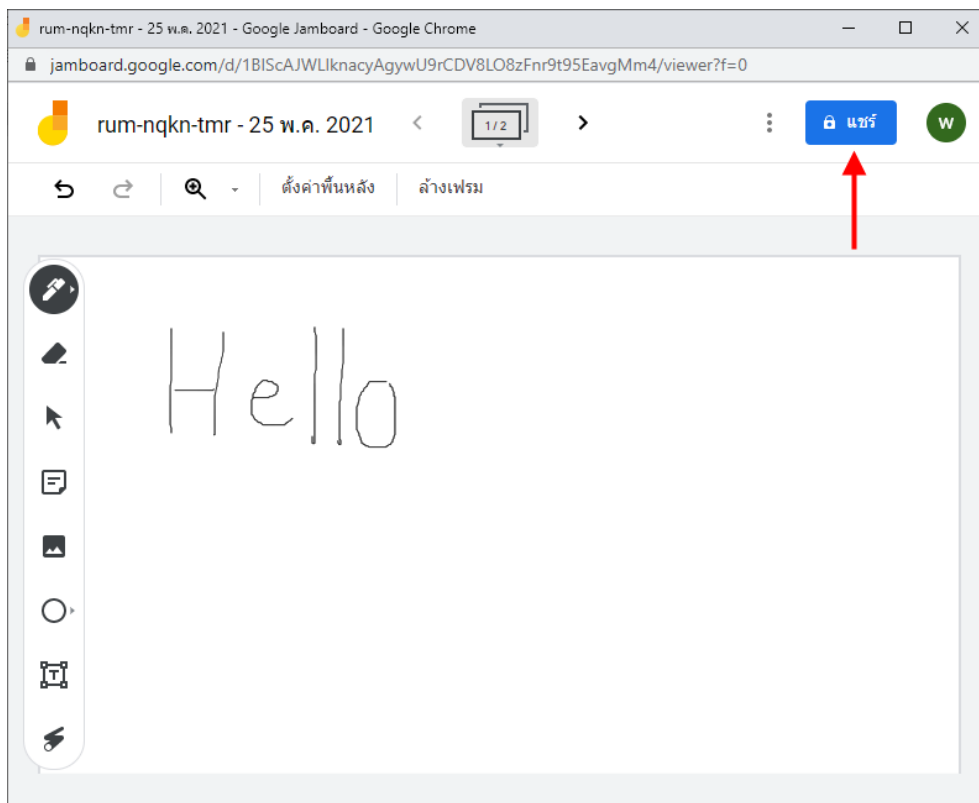 rum-nqkn-tmr - 25 พ.ค. 2021 - Google Jamboard - Google Chrome
jamboard.google.com/d/1BlScAJWLlknacyAgywU9rCDV8LO8zFnr9t95EavgMm4/viewer?f=0
rum-nqkn-tmr - 25 พ.ค. 2021 1/2 แชร์ W
ตั้งค่าพื้นหลัง ล้างเฟรม
Hello